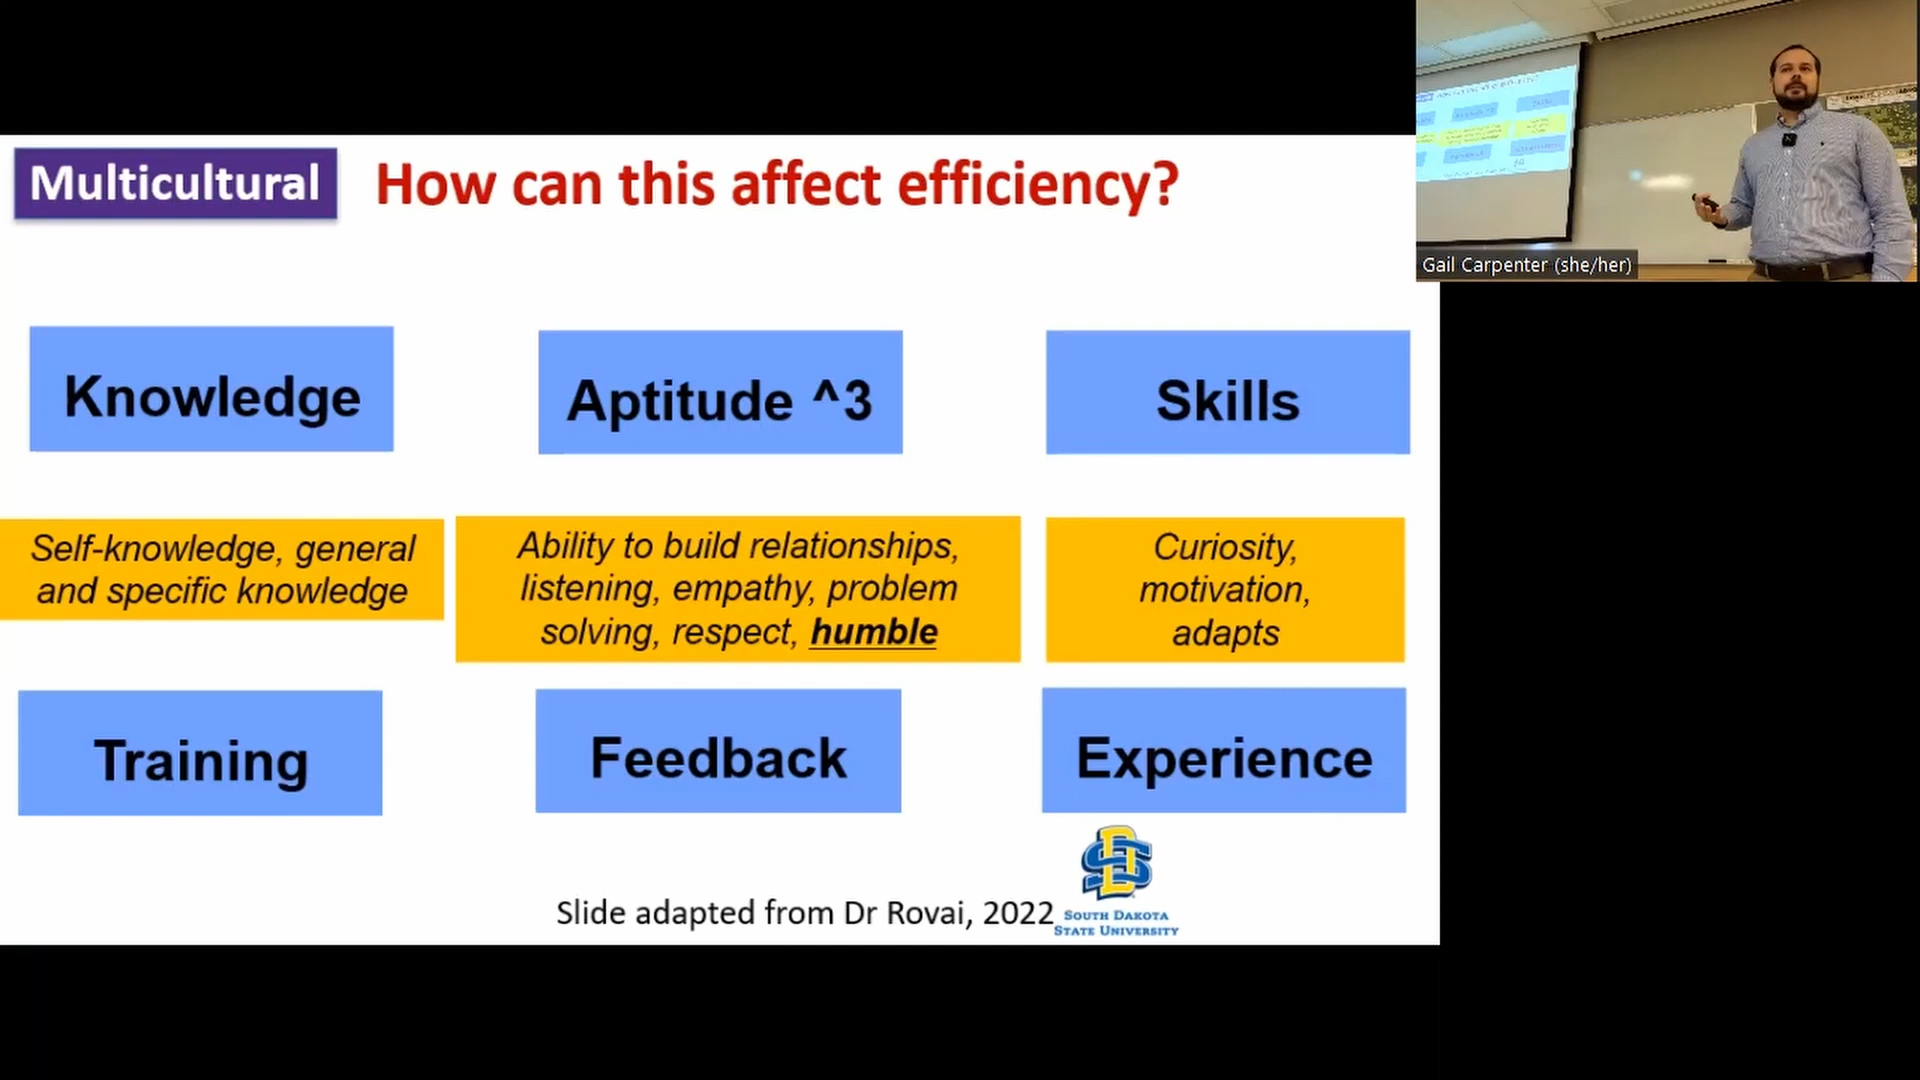 Multicultural
How can this affect efficiency?
Knowledge
Aptitude ^3
Skills
Self-knowledge, general
and specific knowledge
Ability to build relationships,
listening, empathy, problem
solving, respect, humble
Curiosity,
motivation,
adapts
Training
Feedback
Experience
Slide adapted from Dr Rovai, 2022
SOUTH DAKOTA
STATE UNIVERSITY
Gail Carpenter (she/her)